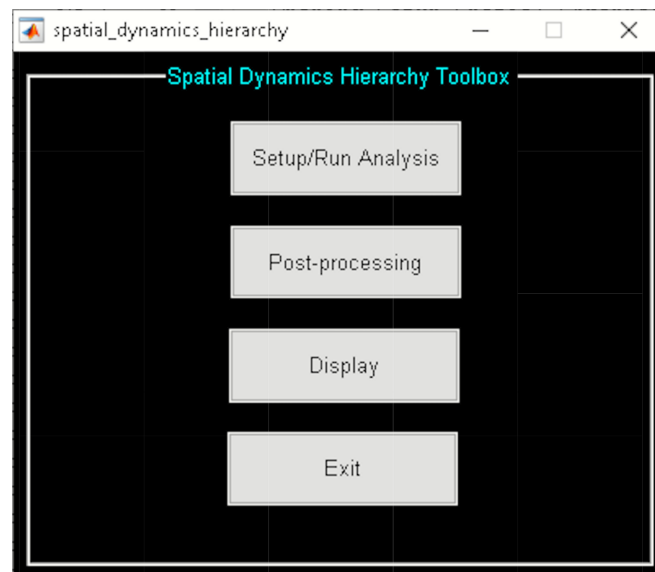 spatial_dynamics_hierarchy
Spatial Dynamics Hierarchy Toolbox
Setup/Run Analysis
Post-processing
Display
Exit